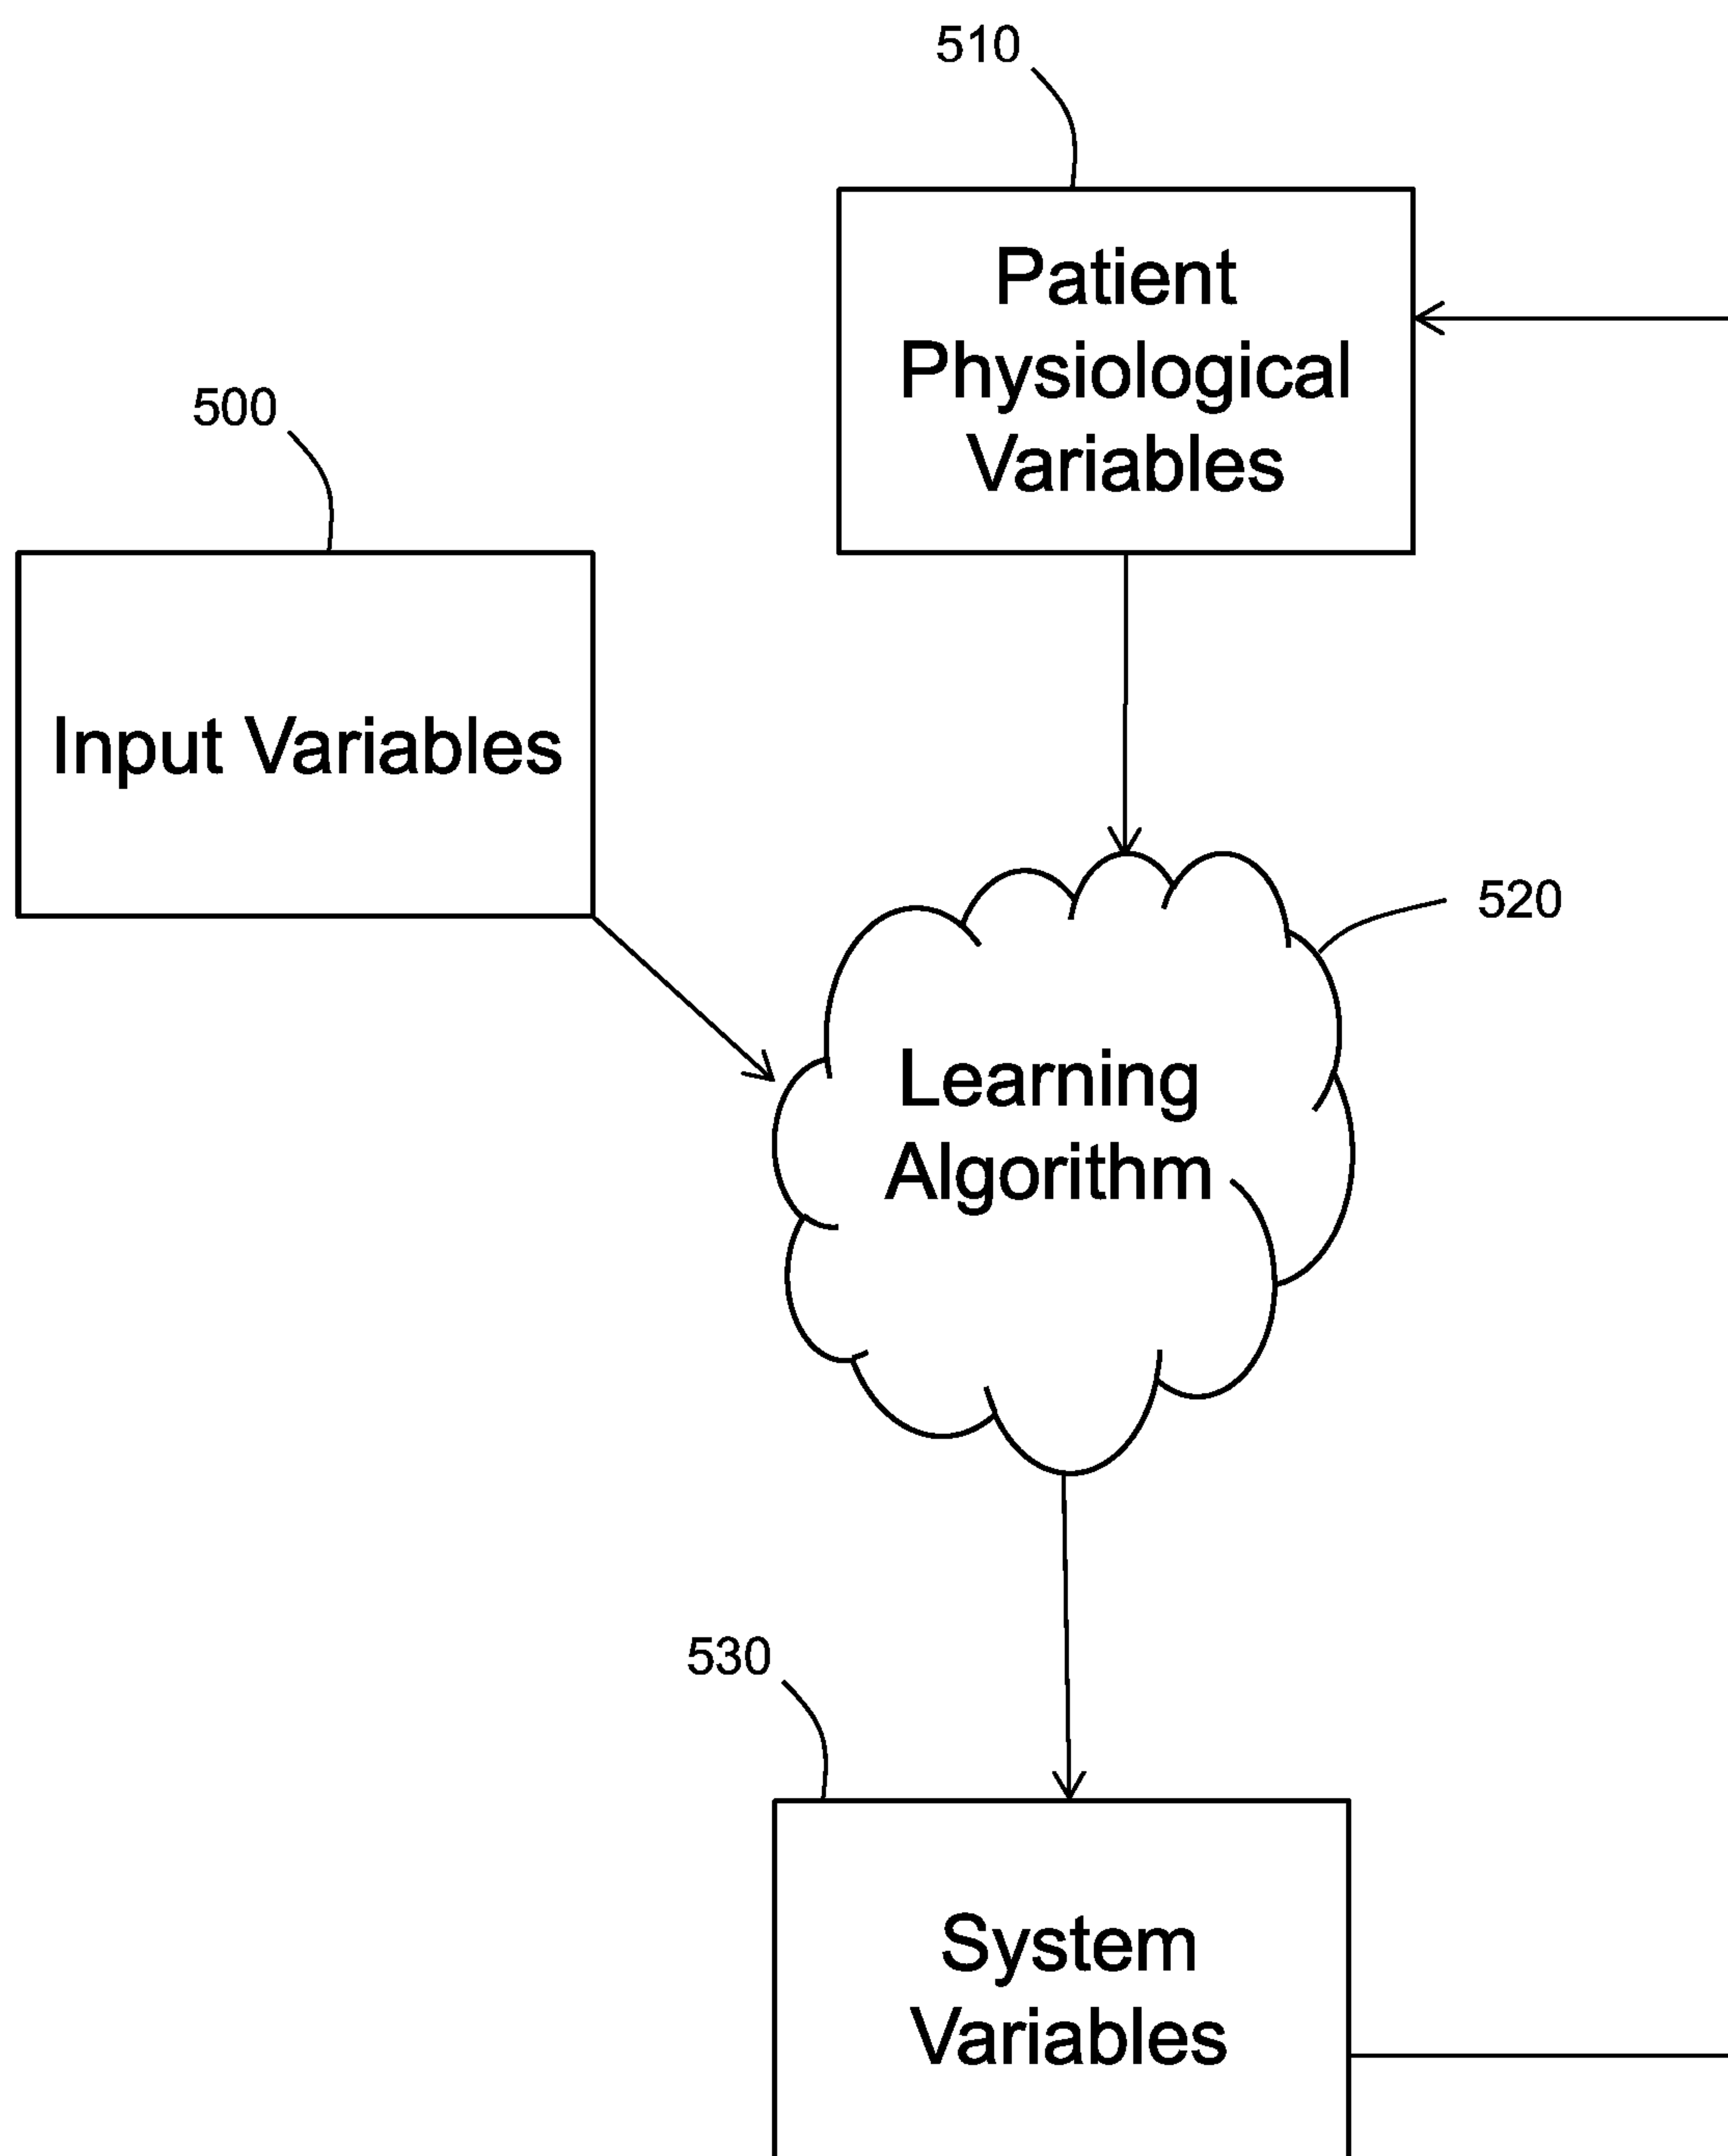 510
Patient
Physiological
Variables
500
Input Variables
520
Learning
Algorithm
530
System
Variables